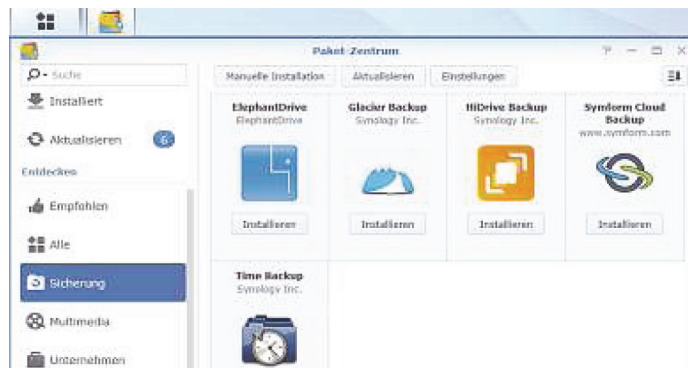 Paket-Zentrum
Suche
Manuelle Installation
Aktualisieren
Einstellungen
Installiert
Aktualisieren
6
Entdecken
Empfohlen
Alle
Sicherung
Multimedia
Unternehmen
ElephantDrive
ElephantDrive
Installieren
Glacier Backup
Synology Inc.
Installieren
HiDrive Backup
Synology Inc.
Installieren
Symform Cloud
Backup
www.symform.com
Installieren
Time Backup
Synology Inc.